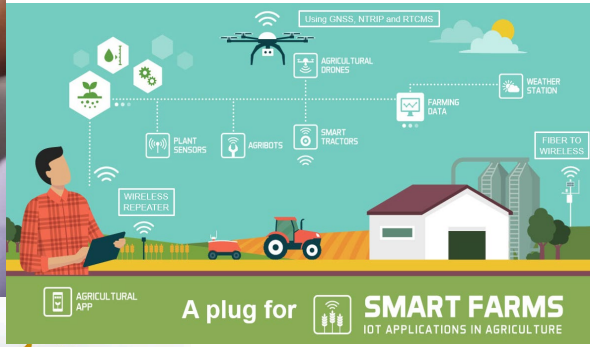 Using GNSS, NTRIP and RTCMS
AGRICULTURAL
DRONES
WEATHER
STATION
FARMING
DATA
PLANT
SENSORS
AGRIBOTS
SMART
TRACTORS
FIBER TO
WIRELESS
WIRELESS
REPEATER
AGRICULTURAL
APP
A plug for
SMART FARMS
IOT APPLICATIONS IN AGRICULTURE